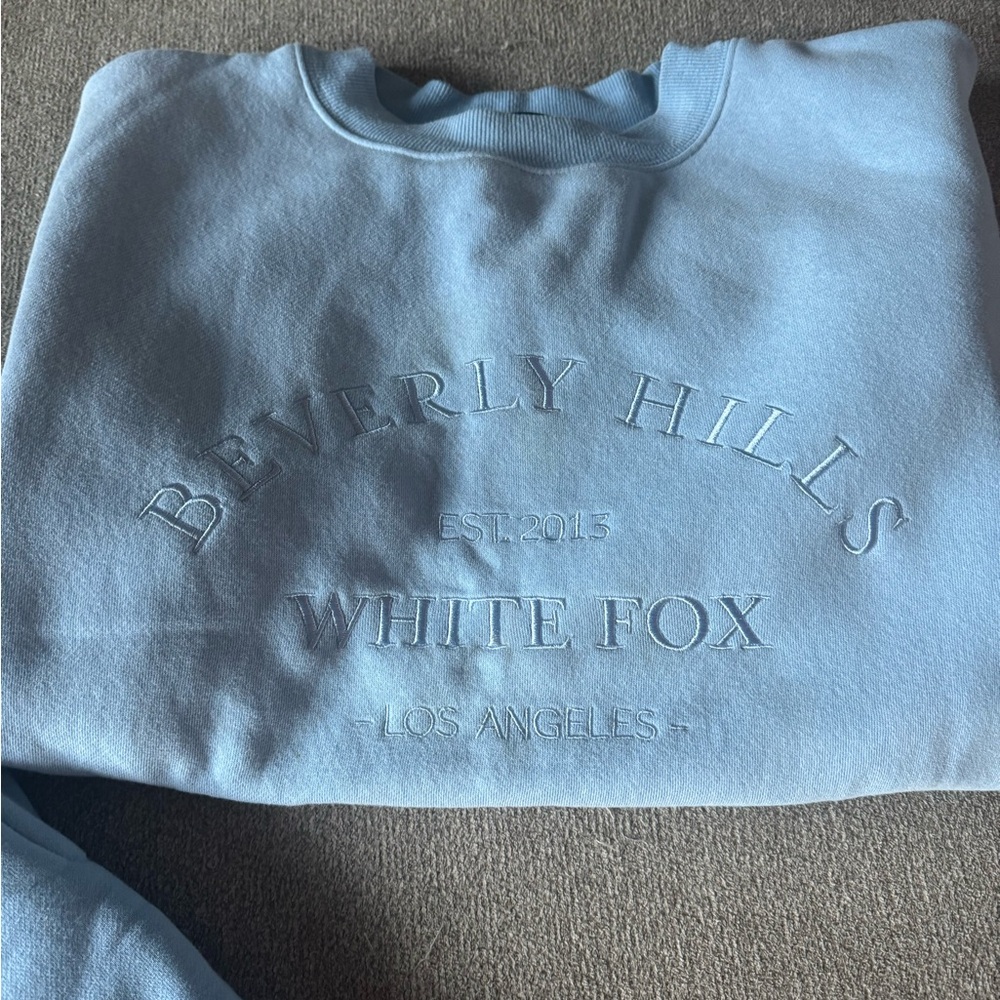 BEVERLY HILLS
EST. 2013
WHITE FOX
- LOS ANGELES -